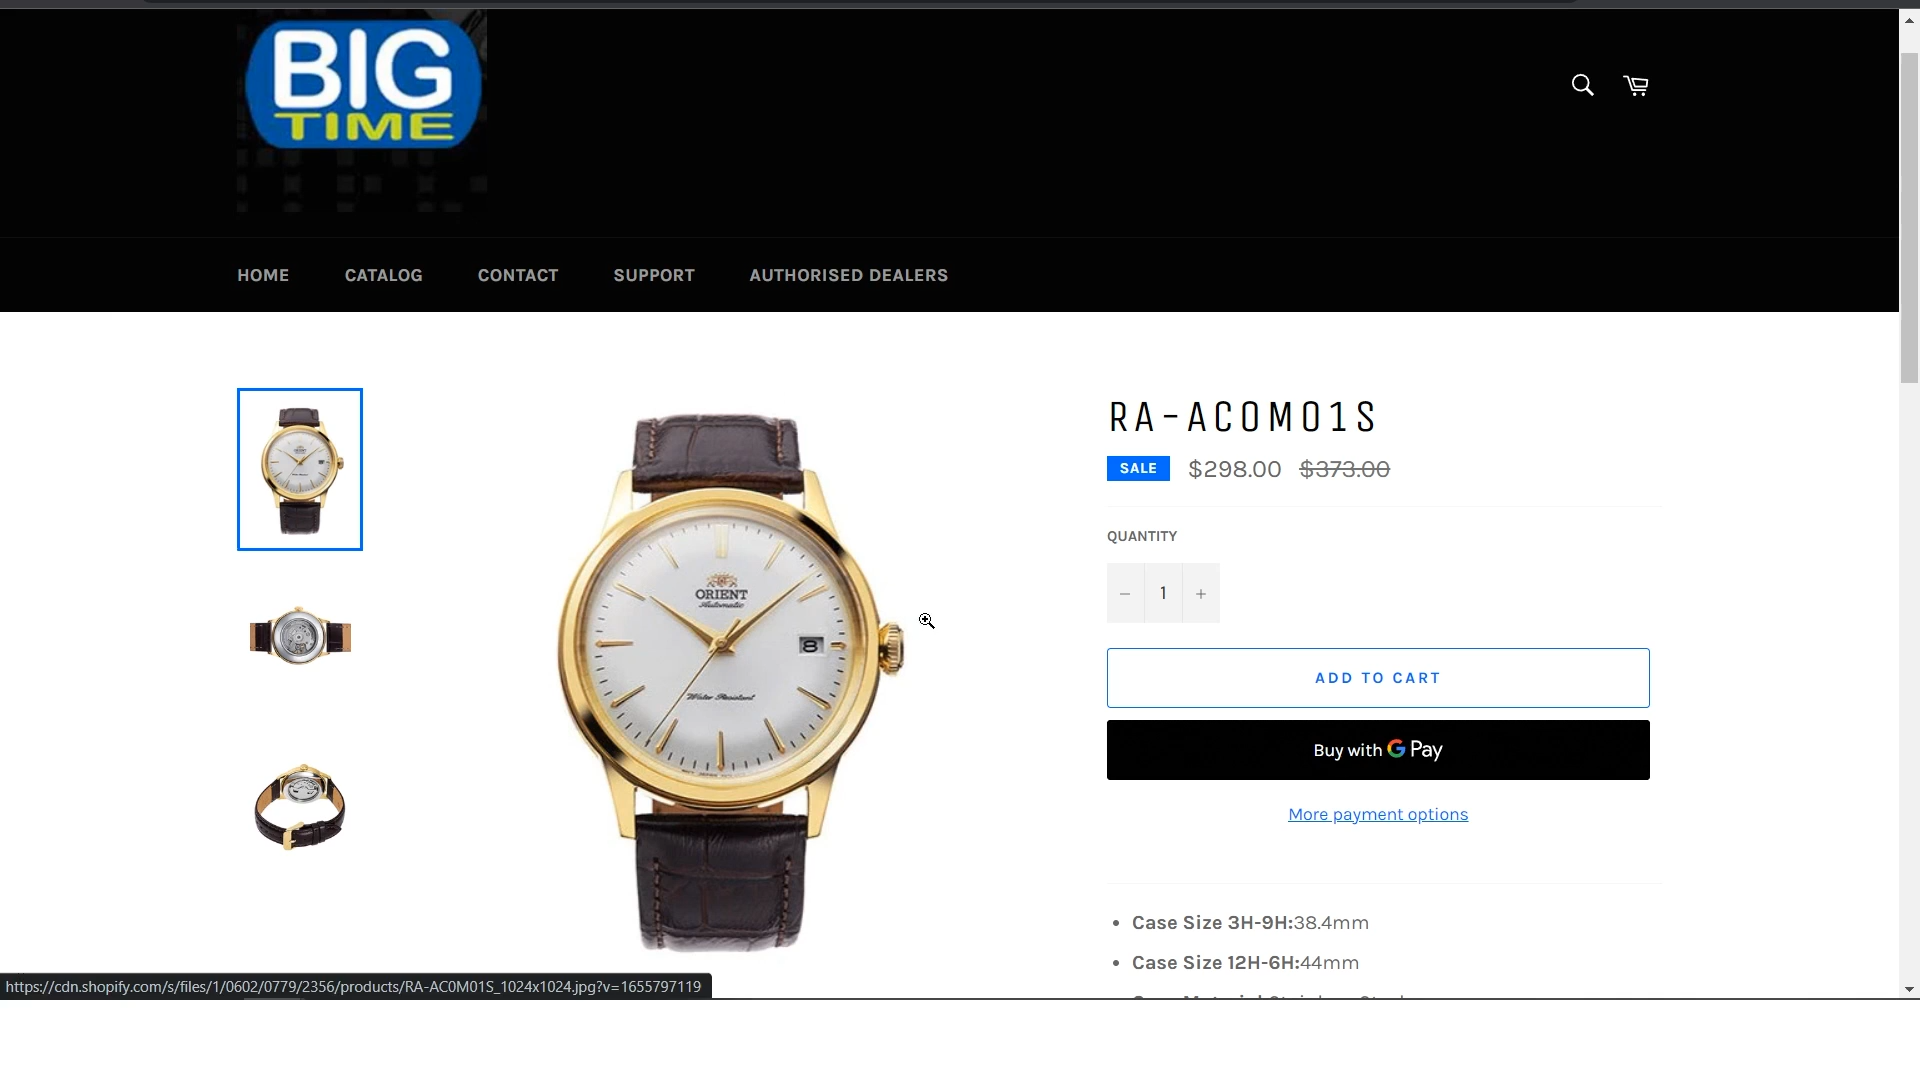 BIG
TIME
HOME
CATALOG
CONTACT
SUPPORT
AUTHORISED DEALERS
RA-AC0M01S
SALE $298.00 $373.00
QUANTITY
− 1 +
ADD TO CART
Buy with G Pay
More payment options
Case Size 3H-9H:38.4mm
Case Size 12H-6H:44mm
ORIENT
Automatic
8
Water Resistant
https://cdn.shopify.com/s/files/1/0602/0779/2356/products/RA-AC0M01S_1024x1024.jpg?v=1655797119